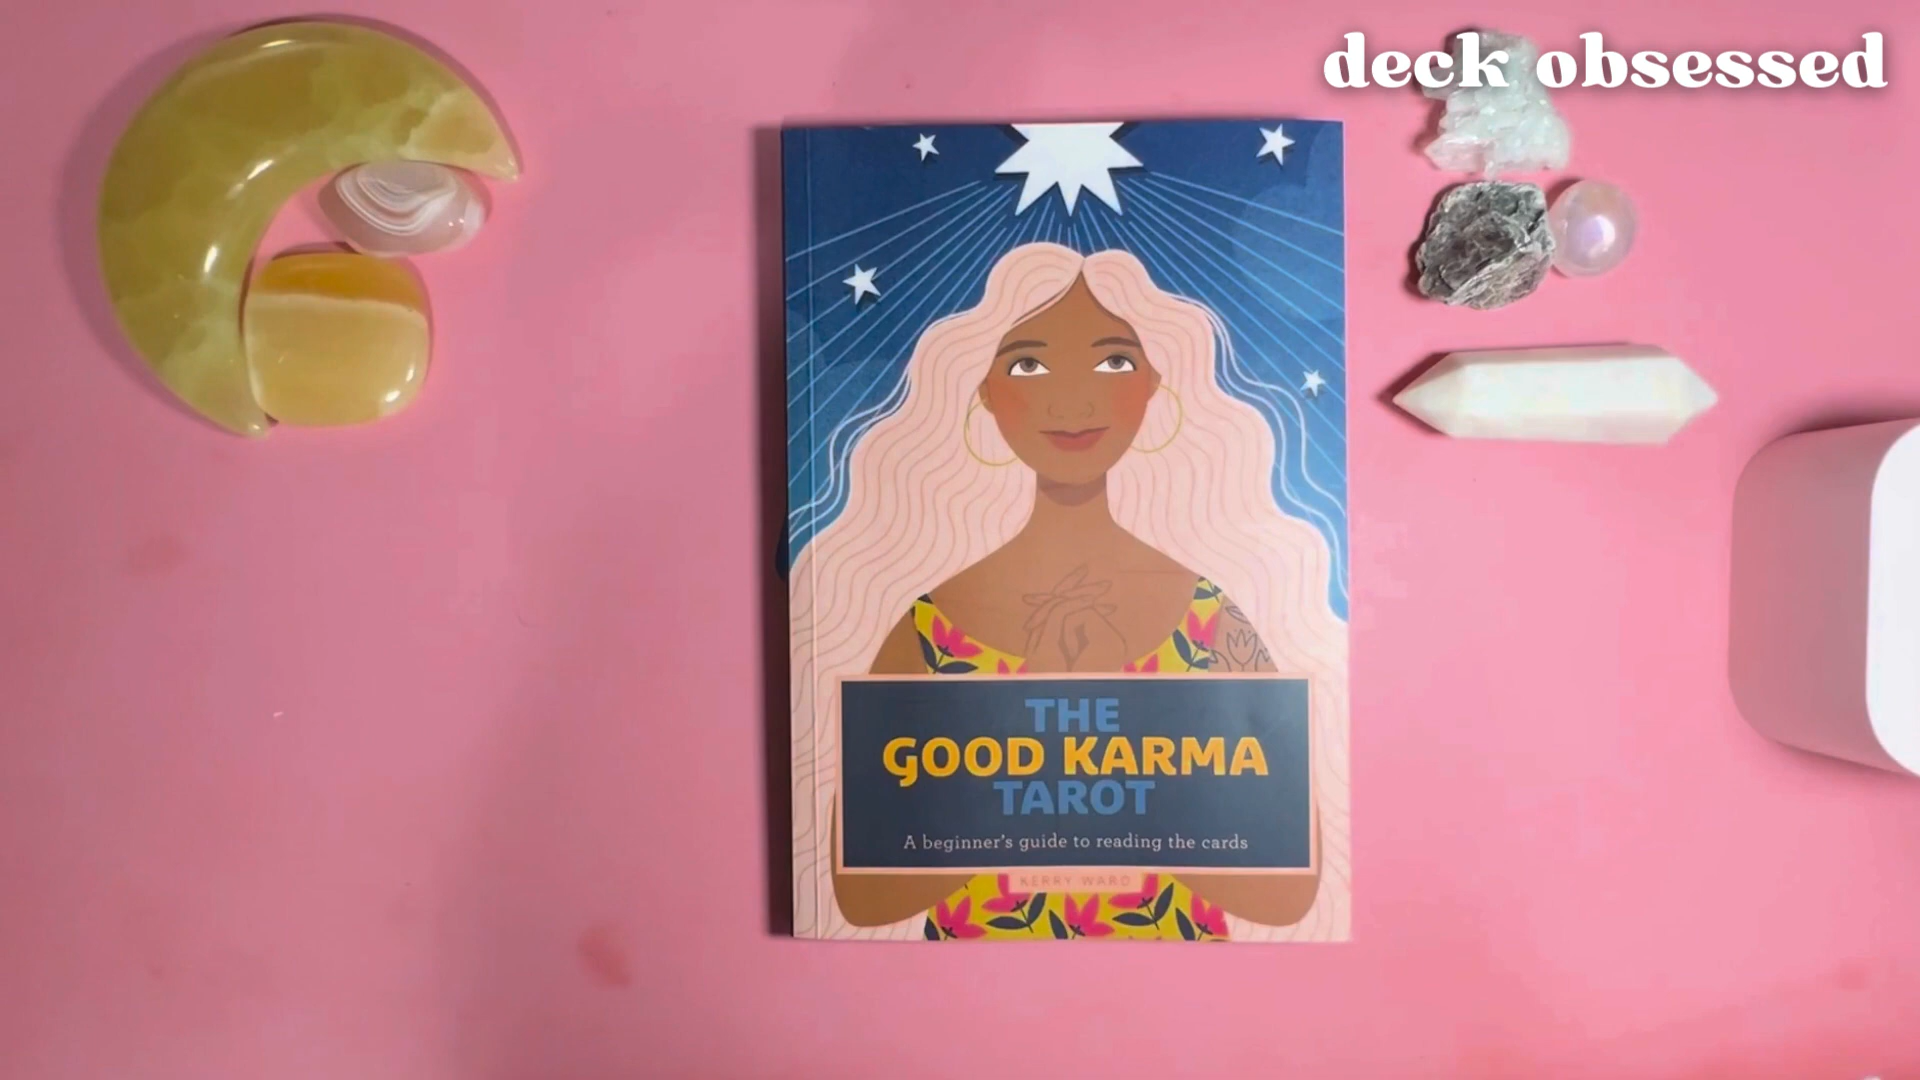 deck obsessed
THE
GOOD KARMA
TAROT
A beginner's guide to reading the cards
KERRY WARD